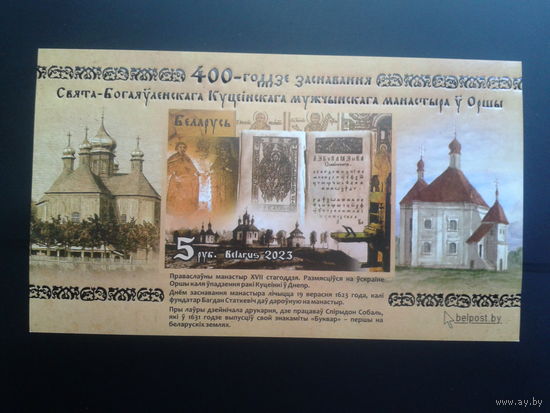 400-годдзе заснавання
Свята-Богаяўленскага Куцеінскага мужчынскага манастыра ў Оршы
Беларусь
5 руб. Belarus 2023
Праваслаўны манастыр XVII стагоддзя. Размясціўся на ўскраіне
Оршы каля ўпадзення ракі Куцеінкі ў Днепр.
Днём заснавання манастыра лічыцца 19 верасня 1623 года, калі
фундатар Багдан Статкевіч даў дароўную на манастыр.
Пры лаўры дзейнічала друкарня, дзе працаваў Спірыдон Собаль,
які ў 1631 годзе выпусціў свой знакаміты «Буквар» – першы на
беларускіх землях.
belpost.by
www.ay.by